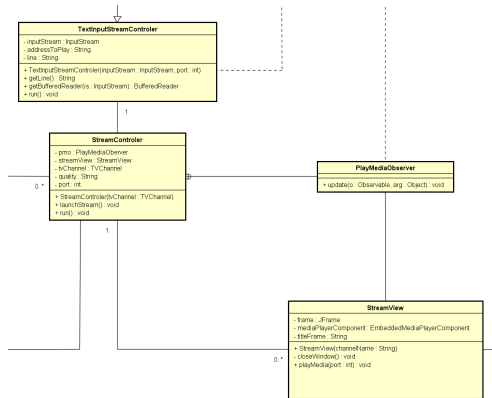 TextInputStreamControler
- inputStream : InputStream
- addressToPlay : String
- line : String
+ TextInputStreamControler(inputStream : InputStream, port : int)
+ getLine() : String
+ getBufferedReader(is : InputStream) : BufferedReader
+ run() : void
1
StreamControler
- pmo : PlayMediaOberver
- streamView : StreamView
- tvChannel : TVChannel
- quality : String
- port : int
+ StreamControler(tvChannel : TVChannel)
+ launchStream() : void
+ run() : void
0..*
1
PlayMediaObserver
+ update(o : Observable, arg : Object) : void
StreamView
- frame : JFrame
- mediaPlayerComponent : EmbeddedMediaPlayerComponent
- titleFrame : String
+ StreamView(channelName : String)
- closeWindow() : void
+ playMedia(port : int) : void
0..*